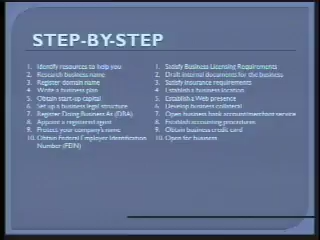 STEP-BY-STEP
1. Identify resources to help you
2. Research business name
3. Register domain name
4. Write a business plan
5. Obtain start-up capital
6. Set up a business legal structure
7. Register Doing Business As (DBA)
8. Appoint a registered agent
9. Protect your company's name
10. Obtain Federal Employer Identification
Number (FEIN)
1. Satisfy Business Licensing Requirements
2. Draft internal documents for the business
3. Satisfy insurance requirements
4. Establish a business location
5. Establish a Web presence
6. Develop business collateral
7. Open business bank account/merchant service
8. Establish accounting procedures
9. Obtain business credit card
10. Open for business